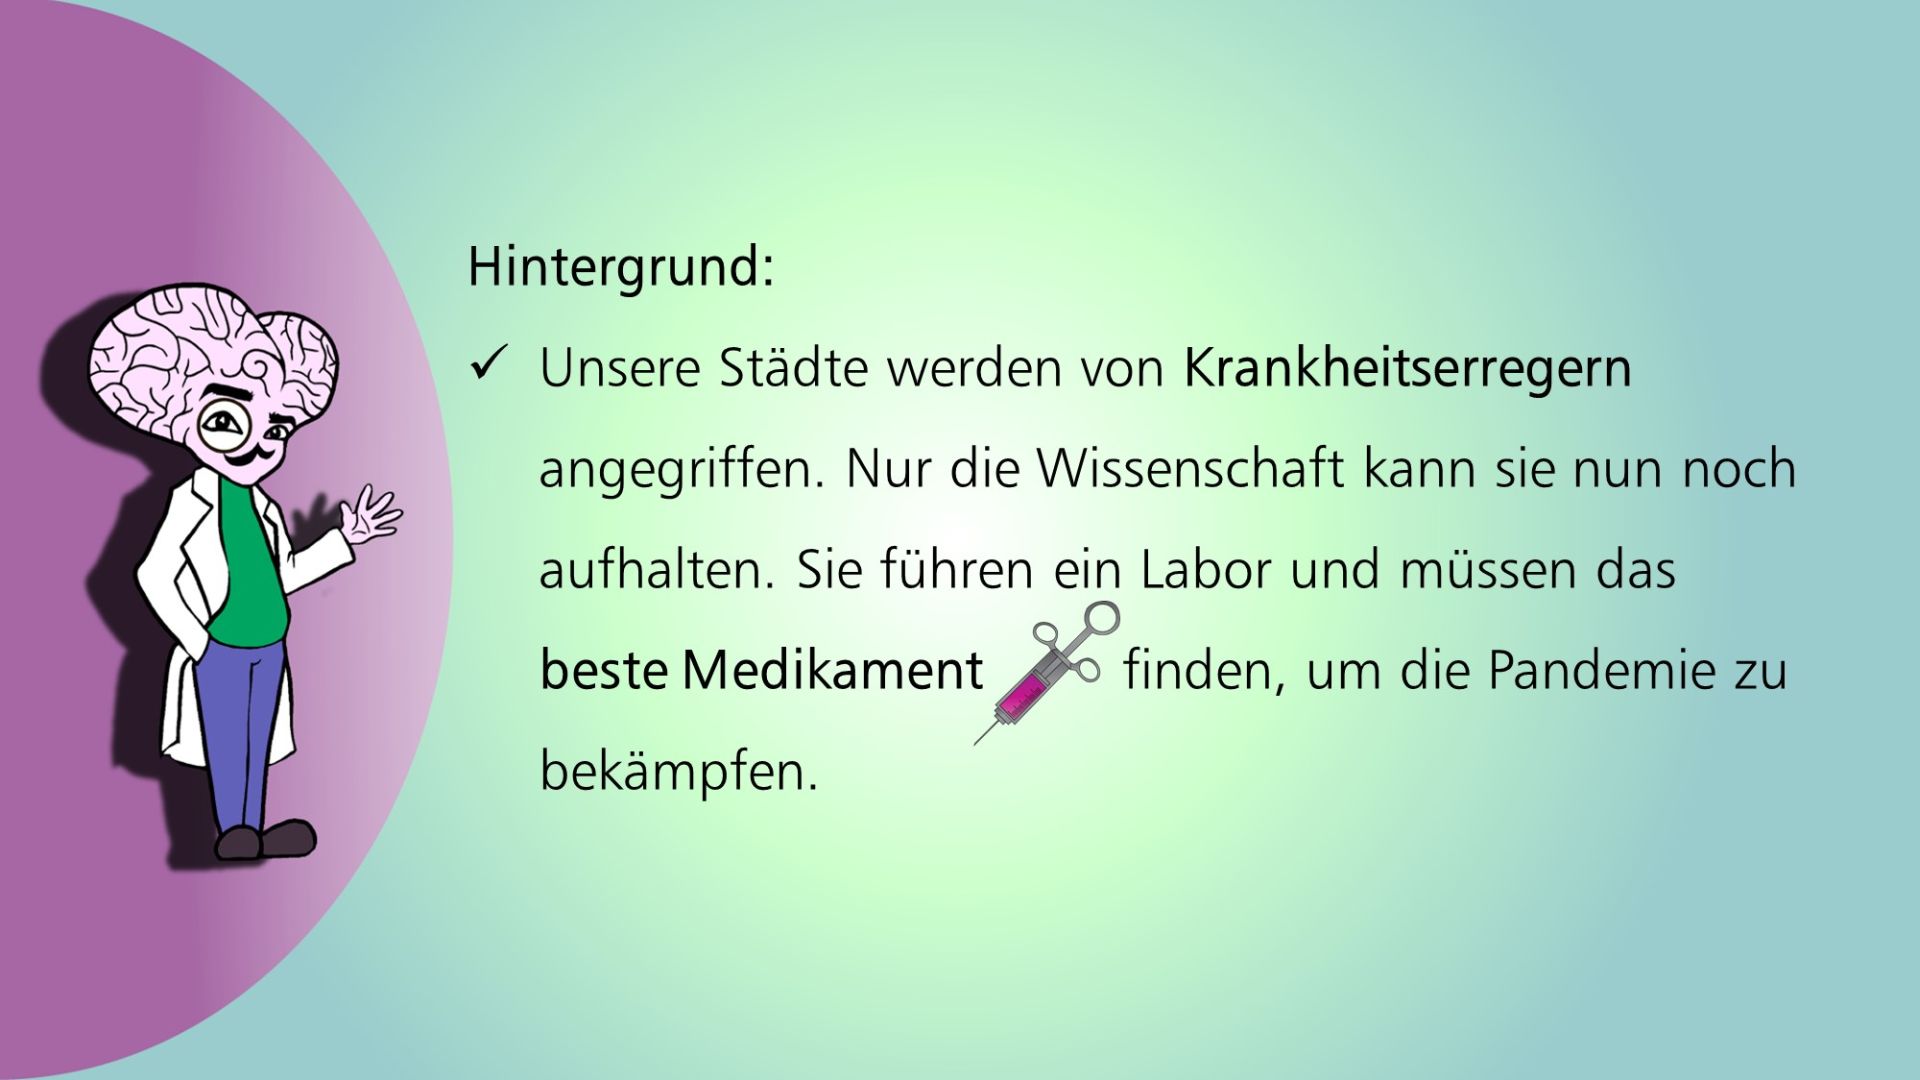 Hintergrund:
✓ Unsere Städte werden von Krankheitserregern
angegriffen. Nur die Wissenschaft kann sie nun noch
aufhalten. Sie führen ein Labor und müssen das
beste Medikament finden, um die Pandemie zu
bekämpfen.